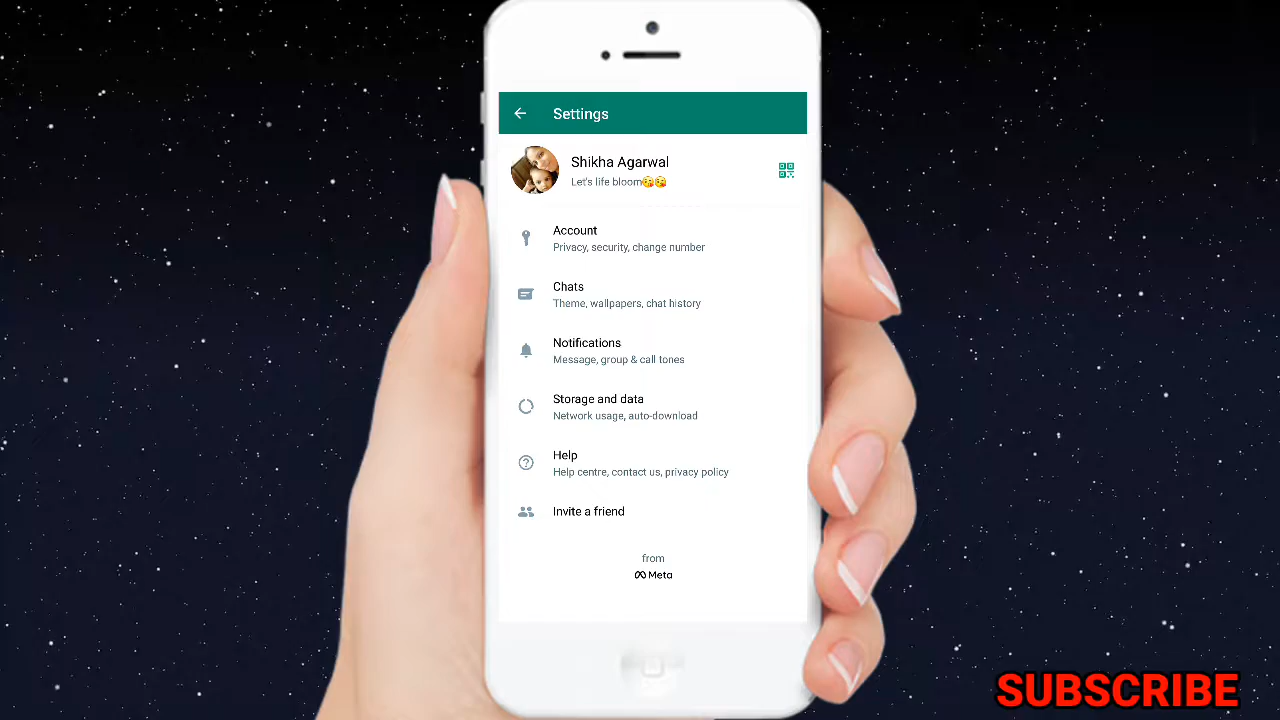 Settings
Shikha Agarwal
Let's life bloom😘😘
Account
Privacy, security, change number
Chats
Theme, wallpapers, chat history
Notifications
Message, group & call tones
Storage and data
Network usage, auto-download
Help
Help centre, contact us, privacy policy
Invite a friend
from
Meta
SUBSCRIBE